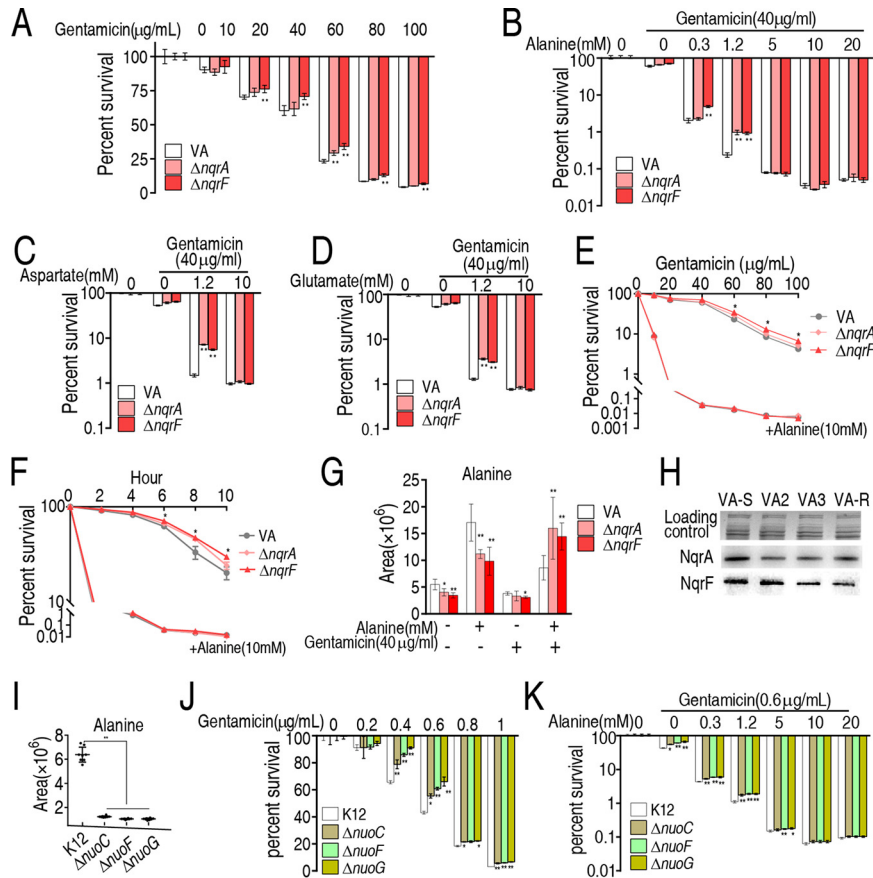 A
Gentamicin(μg/mL) 0 10 20 40 60 80 100
Percent survival
100
75
50
25
0
VA
ΔnqrA
ΔnqrF
** ** ** ** ** **
B
Gentamicin(40μg/ml)
Alanine(mM) 0 0 0.3 1.2 5 10 20
Percent survival
100
10
1
0.1
0.01
VA
ΔnqrA
ΔnqrF
** ** **
C
Gentamicin
(40μg/ml)
Aspartate(mM)
0 0 1.2 10
Percent survival
100
10
1
0.1
VA
ΔnqrA
ΔnqrF
** **
D
Gentamicin
(40μg/ml)
Glutamate(mM)
0 0 1.2 10
Percent survival
100
10
1
0.1
VA
ΔnqrA
ΔnqrF
** **
E
Gentamicin (μg/mL)
0 20 40 60 80 100
Percent survival
100
10
1
0.1
0.01
0.001
* * *
VA
ΔnqrA
ΔnqrF
+Alanine(10mM)
F
Hour
0 2 4 6 8 10
Percent survival
100
10
0.1
0.01
* * *
VA
ΔnqrA
ΔnqrF
+Alanine(10mM)
G
Alanine
Area(×10⁶)
25
20
15
10
5
0
* ** ** ** * ** **
VA
ΔnqrA
ΔnqrF
Alanine(mM) - + - +
Gentamicin(40μg/ml) - - + +
H
VA-S VA2 VA3 VA-R
Loading
control
NqrA
NqrF
I
Alanine
Area(×10⁶)
8
6
4
2
**
K12
ΔnuoC
ΔnuoF
ΔnuoG
J
Gentamicin(μg/mL) 0 0.2 0.4 0.6 0.8 1
percent survival
100
80
60
40
20
0
K12
ΔnuoC
ΔnuoF
ΔnuoG
K
Gentamicin(0.6μg/mL)
Alanine(mM) 0 0 0.3 1.2 5 10 20
percent survival
100
10
1
0.1
0.01
K12
ΔnuoC
ΔnuoF
ΔnuoG